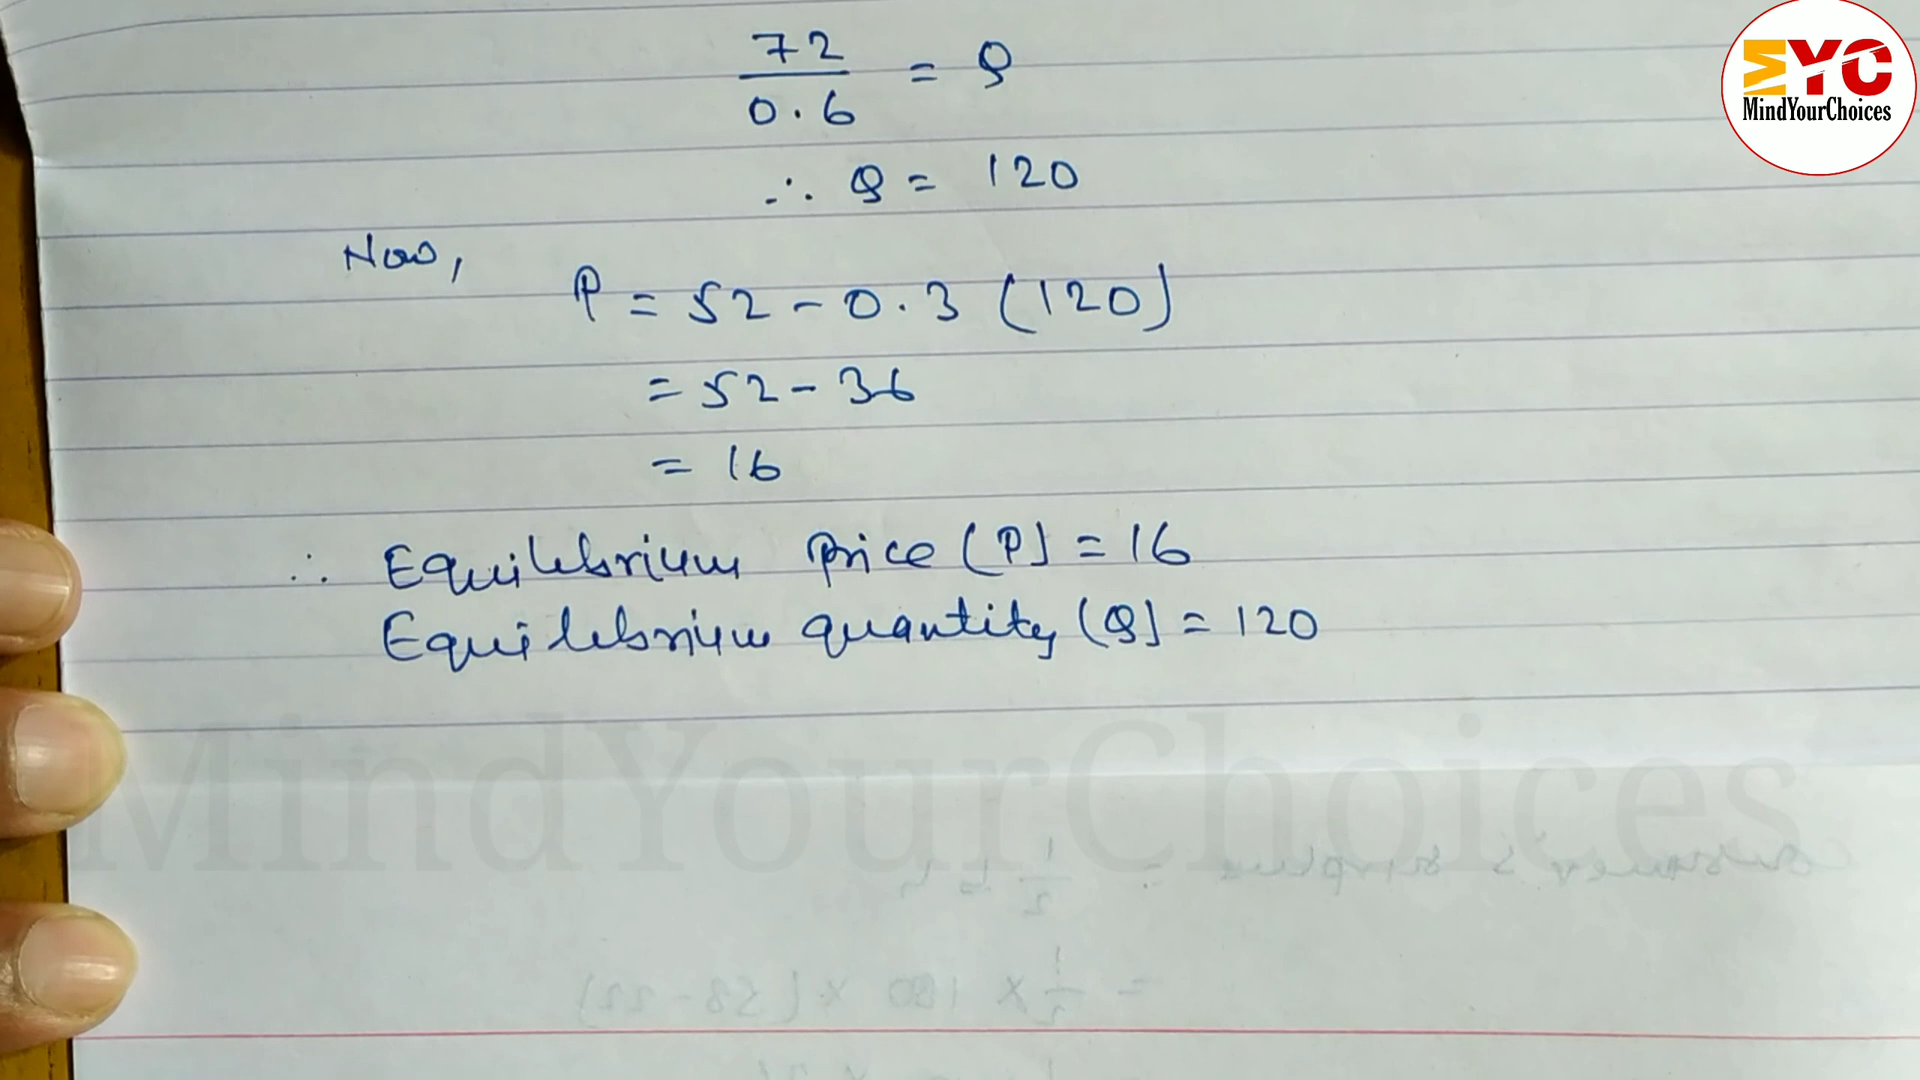 72
0.6 = Q
∴ Q = 120
Now,
P = 52 - 0.3 (120)
= 52 - 36
= 16
∴ Equilibrium price (P) = 16
Equilibrium quantity (Q) = 120
MYC
MindYourChoices
MindYourChoices